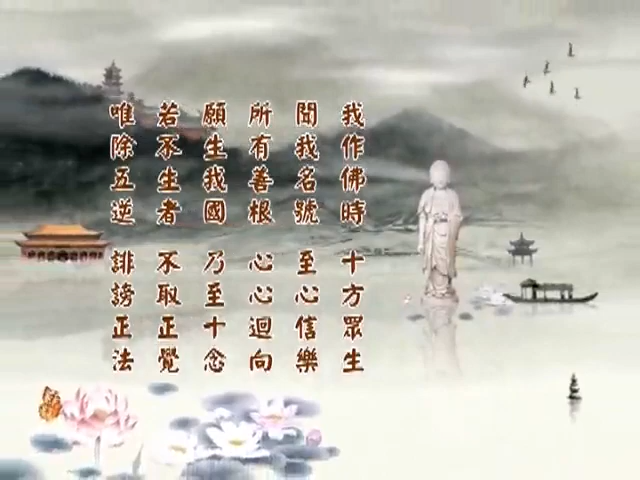 我作佛時 十方眾生
聞我名號 至心信樂
所有善根 心心迴向
願生我國 乃至十念
若不生者 不取正覺
唯除五逆 誹謗正法